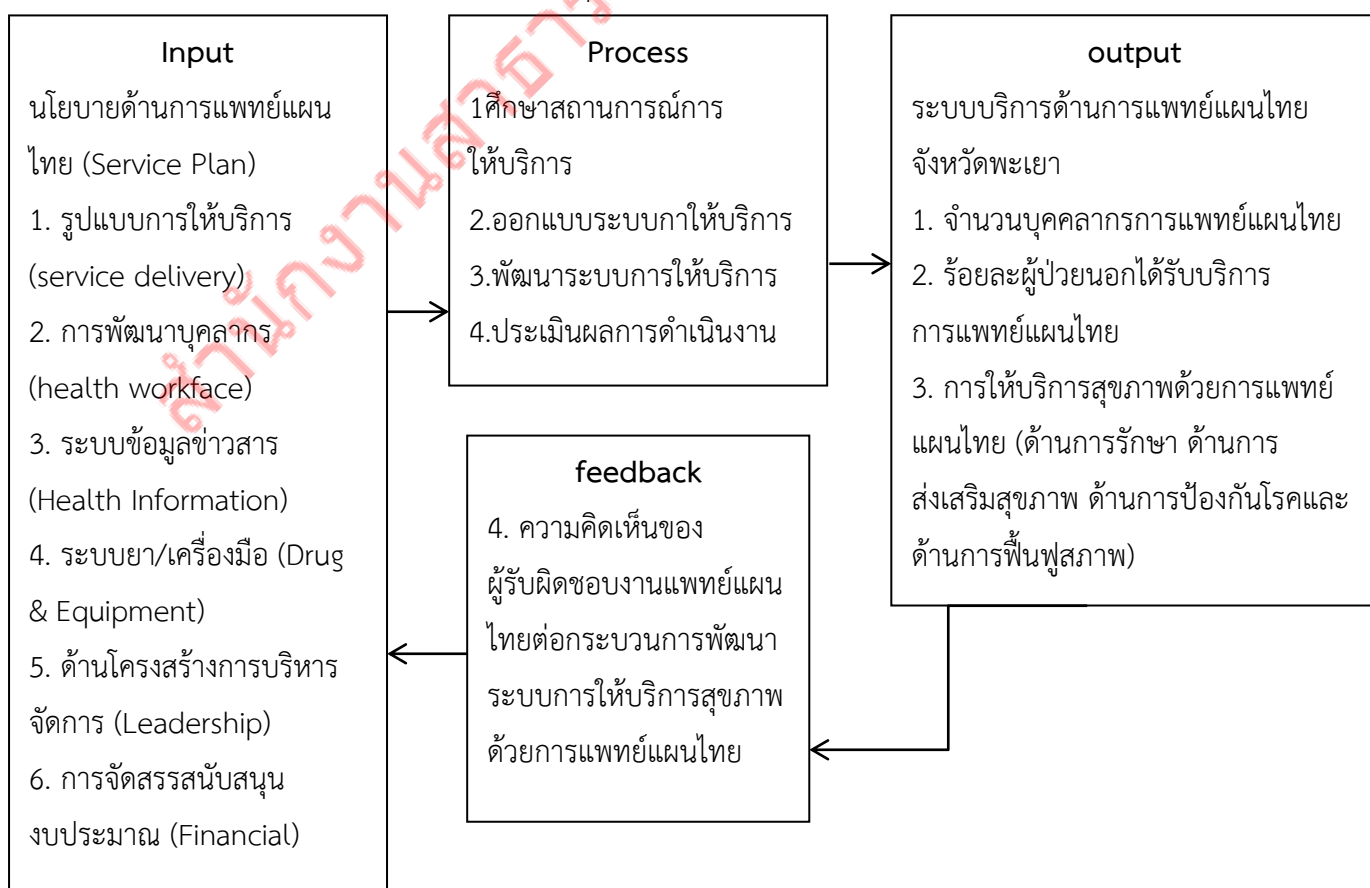 Input
นโยบายด้านการแพทย์แผน
ไทย (Service Plan)
1. รูปแบบการให้บริการ
(service delivery)
2. การพัฒนาบุคลากร
(health workface)
3. ระบบข้อมูลข่าวสาร
(Health Information)
4. ระบบยา/เครื่องมือ (Drug
& Equipment)
5. ด้านโครงสร้างการบริหาร
จัดการ (Leadership)
6. การจัดสรรสนับสนุน
งบประมาณ (Financial)
Process
1ศึกษาสถานการณ์การ
ให้บริการ
2.ออกแบบระบบกาให้บริการ
3.พัฒนาระบบการให้บริการ
4.ประเมินผลการดำเนินงาน
output
ระบบบริการด้านการแพทย์แผนไทย
จังหวัดพะเยา
1. จำนวนบุคคลากรการแพทย์แผนไทย
2. ร้อยละผู้ป่วยนอกได้รับบริการ
การแพทย์แผนไทย
3. การให้บริการสุขภาพด้วยการแพทย์
แผนไทย (ด้านการรักษา ด้านการ
ส่งเสริมสุขภาพ ด้านการป้องกันโรคและ
ด้านการฟื้นฟูสภาพ)
feedback
4. ความคิดเห็นของ
ผู้รับผิดชอบงานแพทย์แผน
ไทยต่อกระบวนการพัฒนา
ระบบการให้บริการสุขภาพ
ด้วยการแพทย์แผนไทย